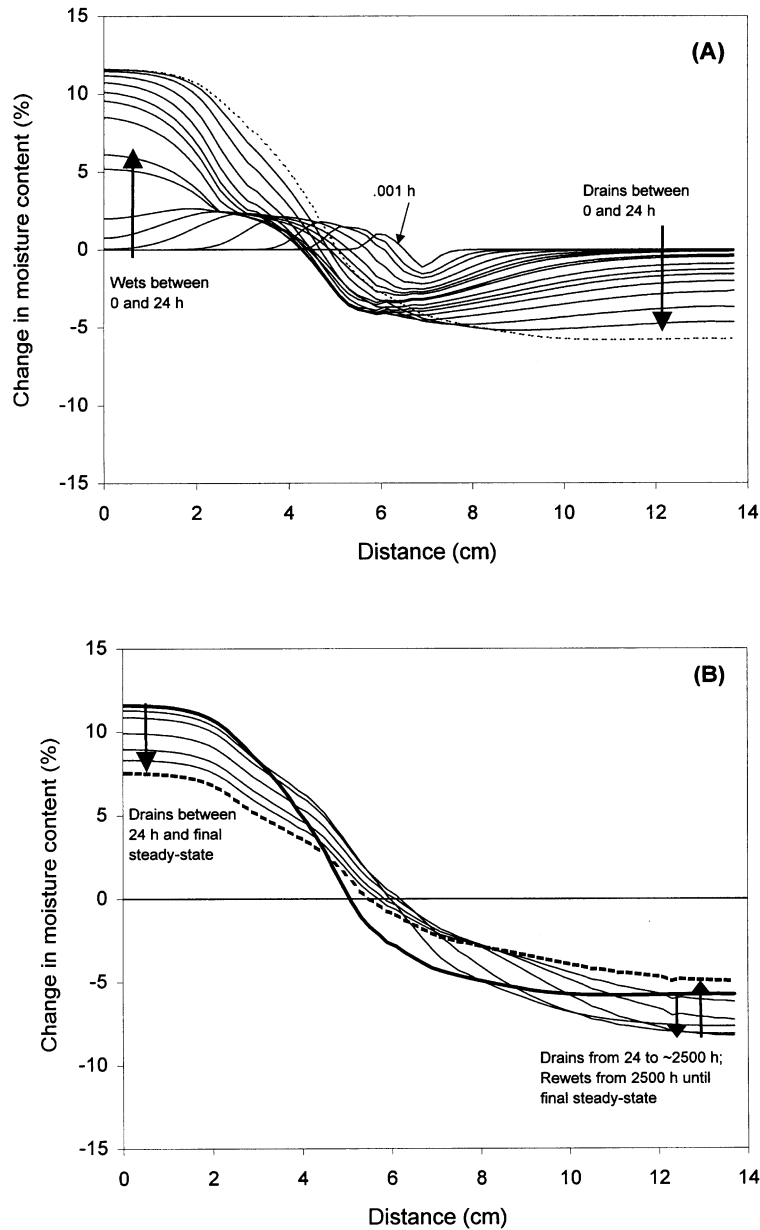 (A)
15
10
5
0
-5
-10
-15
Change in moisture content (%)
.001 h
Drains between
0 and 24 h
Wets between
0 and 24 h
0 2 4 6 8 10 12 14
Distance (cm)
(B)
15
10
5
0
-5
-10
-15
Change in moisture content (%)
Drains between
24 h and final
steady-state
Drains from 24 to ~2500 h;
Rewets from 2500 h until
final steady-state
0 2 4 6 8 10 12 14
Distance (cm)